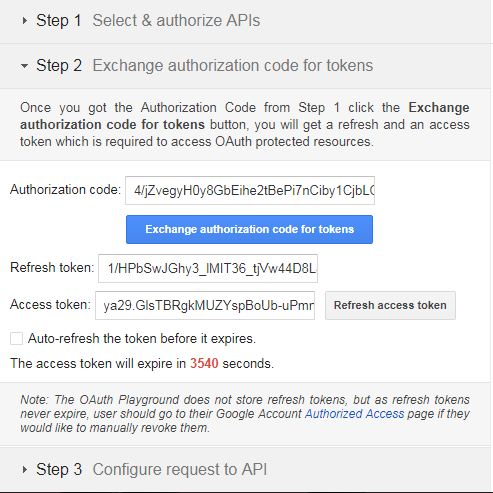 Step 1 Select & authorize APIs
Step 2 Exchange authorization code for tokens
Once you got the Authorization Code from Step 1 click the Exchange
authorization code for tokens button, you will get a refresh and an access
token which is required to access OAuth protected resources.
Authorization code: 4/jZvegyH0y8GbEihe2tBePi7nCiby1CjbL
Exchange authorization code for tokens
Refresh token: 1/HPbSwJGhy3_IMIT36_tjVw44D8L
Access token: ya29.GlsTBRgkMUZYspBoUb-uPmr Refresh access token
Auto-refresh the token before it expires.
The access token will expire in 3540 seconds.
Note: The OAuth Playground does not store refresh tokens, but as refresh tokens
never expire, user should go to their Google Account Authorized Access page if they
would like to manually revoke them.
Step 3 Configure request to API